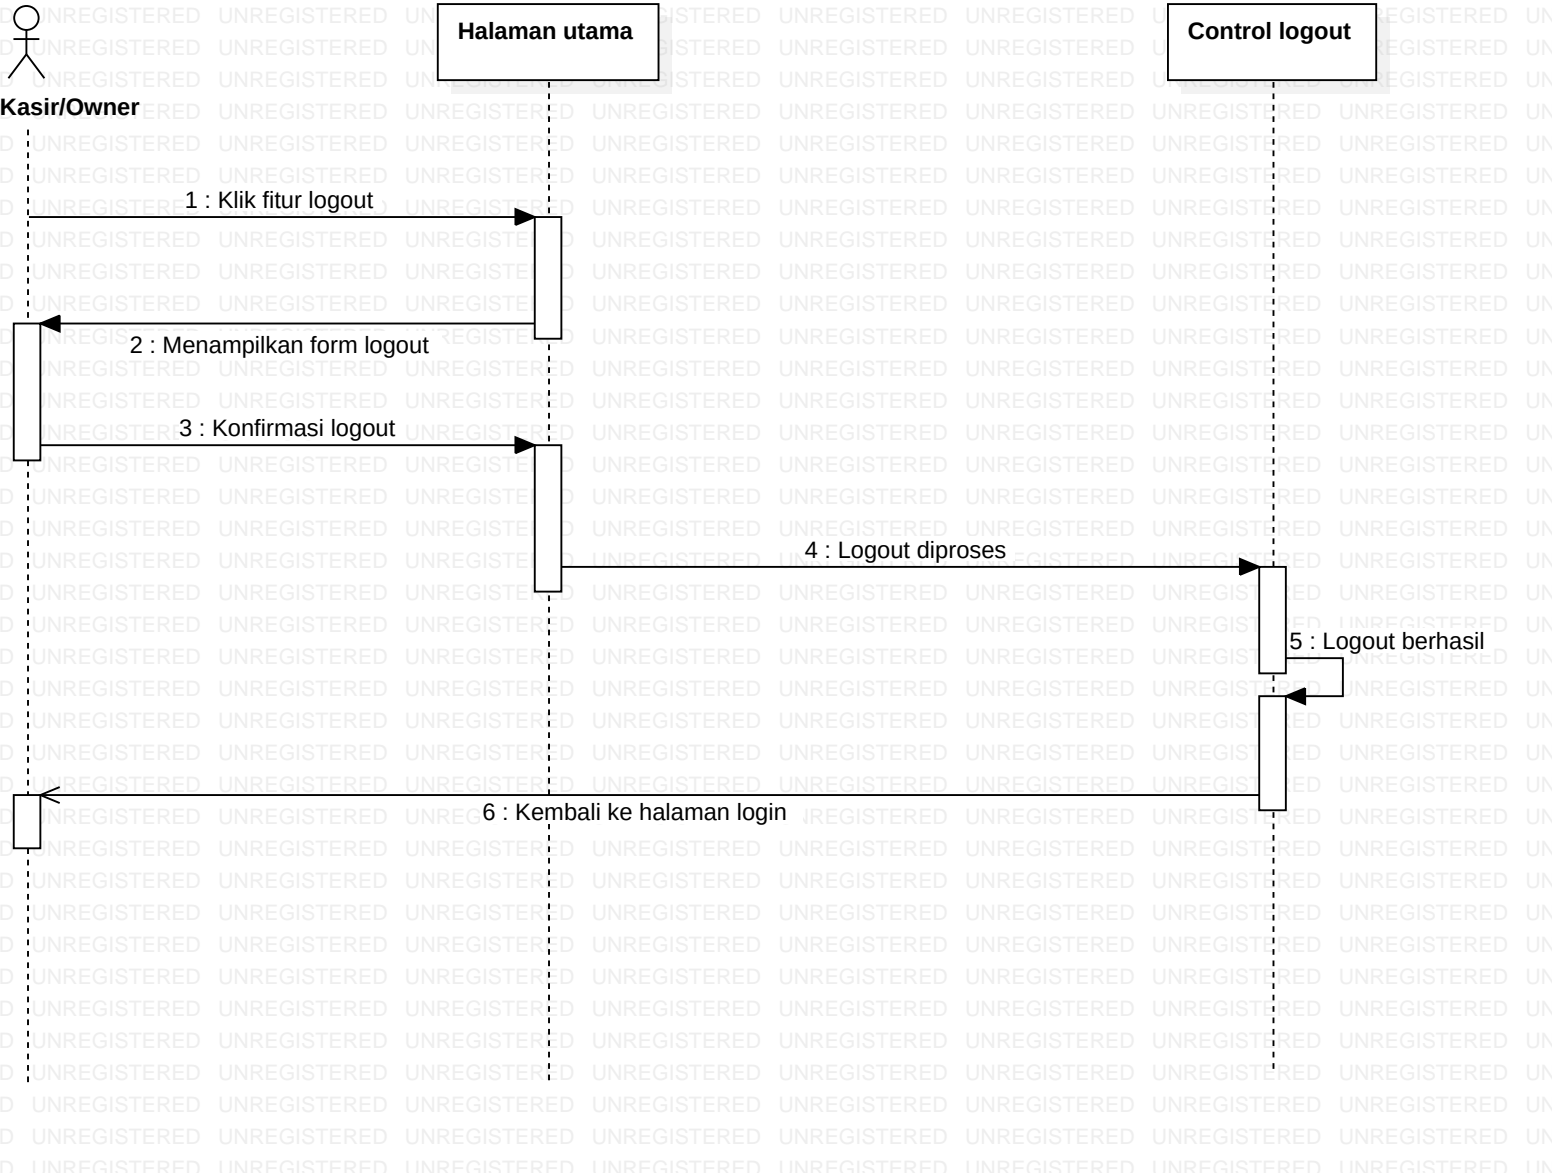 Halaman utama
Control logout
Kasir/Owner
1 : Klik fitur logout
2 : Menampilkan form logout
3 : Konfirmasi logout
4 : Logout diproses
5 : Logout berhasil
6 : Kembali ke halaman login
UNREGISTERED